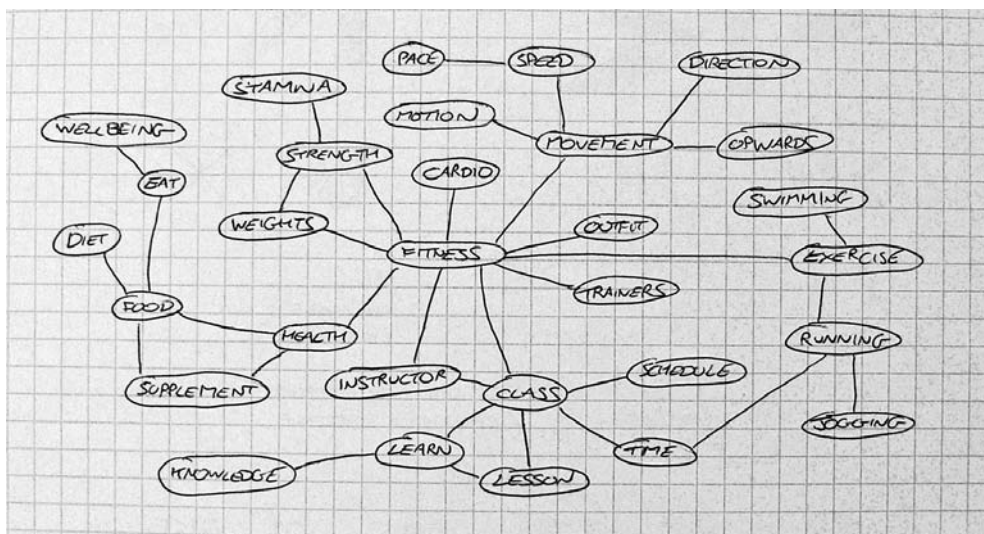 PACE
SPEED
DIRECTION
STAMINA
MOTION
MOVEMENT
UPWARDS
WELLBEING
STRENGTH
CARDIO
EAT
SWIMMING
WEIGHTS
OUTFIT
DIET
FITNESS
EXERCISE
TRAINERS
FOOD
HEALTH
RUNNING
SUPPLEMENT
INSTRUCTOR
SCHEDULE
CLASS
JOGGING
LEARN
TIME
KNOWLEDGE
LESSON